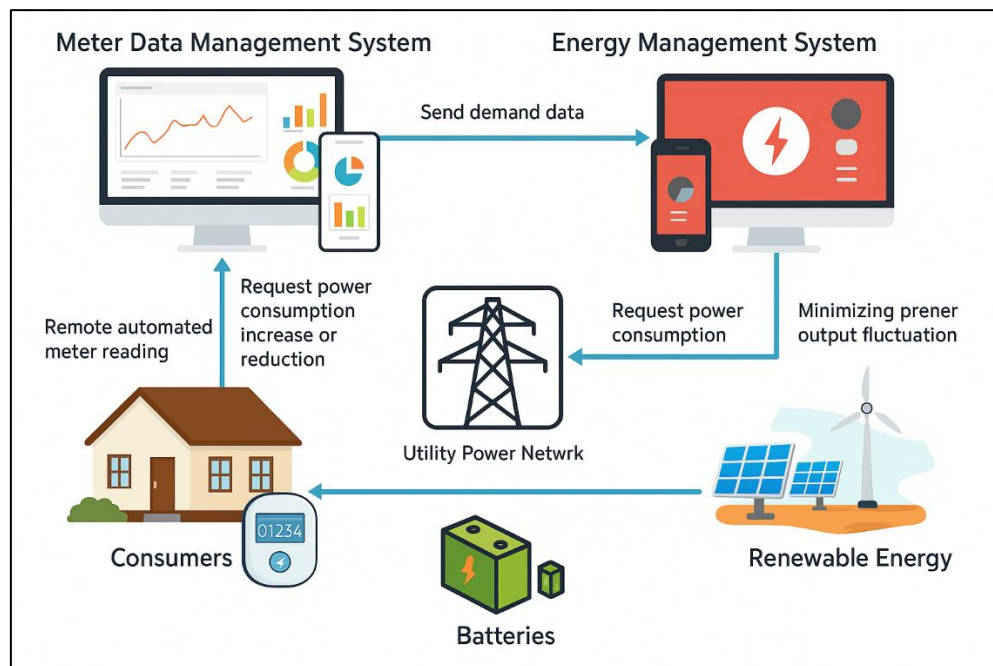 Meter Data Management System
Energy Management System
Send demand data
Remote automated
meter reading
Request power
consumption
increase or
reduction
Request power
consumption
Minimizing prener
output fluctuation
Utility Power Netwrk
01234
Consumers
Batteries
Renewable Energy